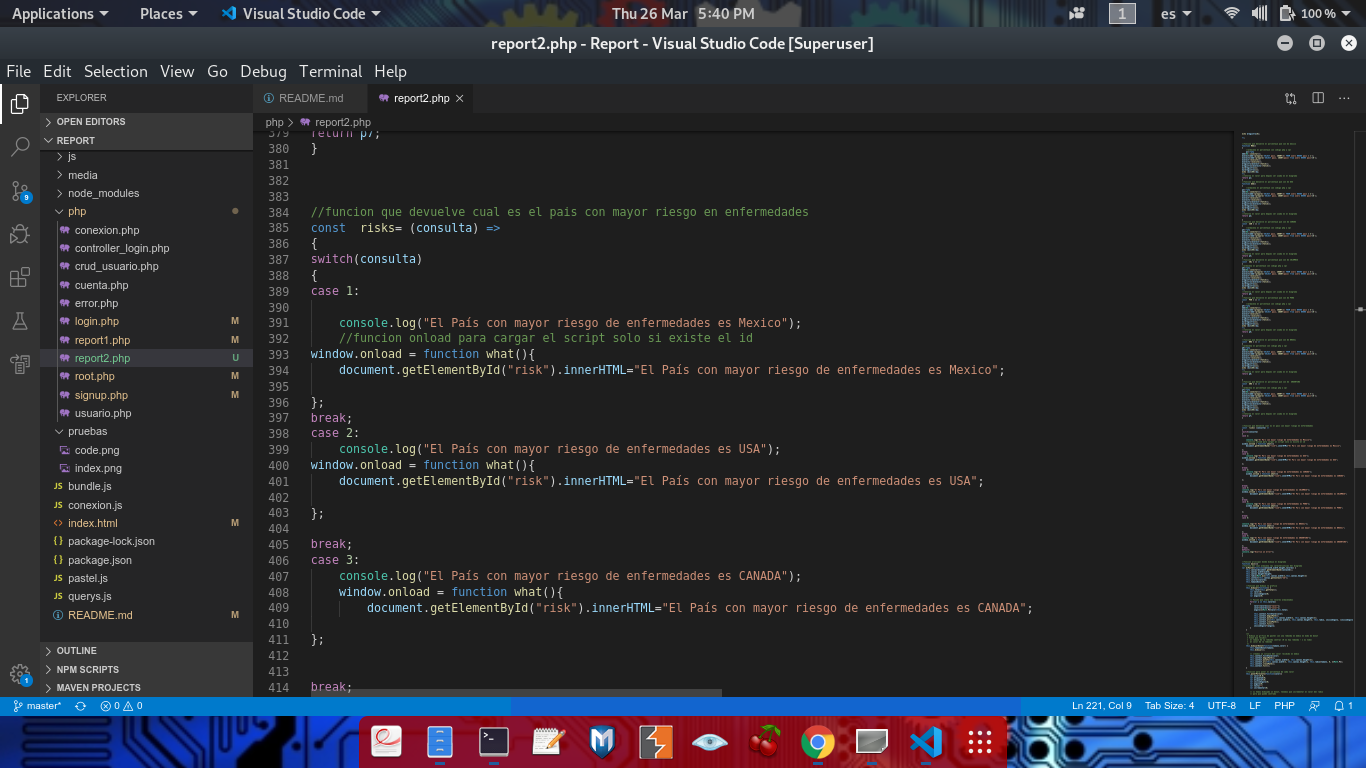 Applications Places Visual Studio Code Thu 26 Mar 5:40 PM 1 es 100 %
report2.php - Report - Visual Studio Code [Superuser]
File Edit Selection View Go Debug Terminal Help
EXPLORER
OPEN EDITORS
REPORT
js
media
node_modules
php
conexion.php
controller_login.php
crud_usuario.php
cuenta.php
error.php
login.php M
report1.php M
report2.php U
root.php M
signup.php M
usuario.php
pruebas
code.png
index.png
JS bundle.js
JS conexion.js
<> index.html M
{ } package-lock.json
{ } package.json
JS pastel.js
JS querys.js
README.md M
OUTLINE
NPM SCRIPTS
MAVEN PROJECTS
9
1
README.md report2.php
php > report2.php
379 return p7;
380 }
381
382
383
384 //funcion que devuelve cual es el pais con mayor riesgo en enfermedades
385 const  risks= (consulta) =>
386 {
387 switch(consulta)
388 {
389 case 1:
390
391     console.log("El País con mayor riesgo de enfermedades es Mexico");
392     //funcion onload para cargar el script solo si existe el id
393 window.onload = function what(){
394     document.getElementById("risk").innerHTML="El País con mayor riesgo de enfermedades es Mexico";
395
396 };
397 break;
398 case 2:
399     console.log("El País con mayor riesgo de enfermedades es USA");
400 window.onload = function what(){
401     document.getElementById("risk").innerHTML="El País con mayor riesgo de enfermedades es USA";
402
403 };
404
405 break;
406 case 3:
407     console.log("El País con mayor riesgo de enfermedades es CANADA");
408     window.onload = function what(){
409         document.getElementById("risk").innerHTML="El País con mayor riesgo de enfermedades es CANADA";
410
411 };
412
413
414 break;
master* 0 0 Ln 221, Col 9 Tab Size: 4 UTF-8 LF PHP 1